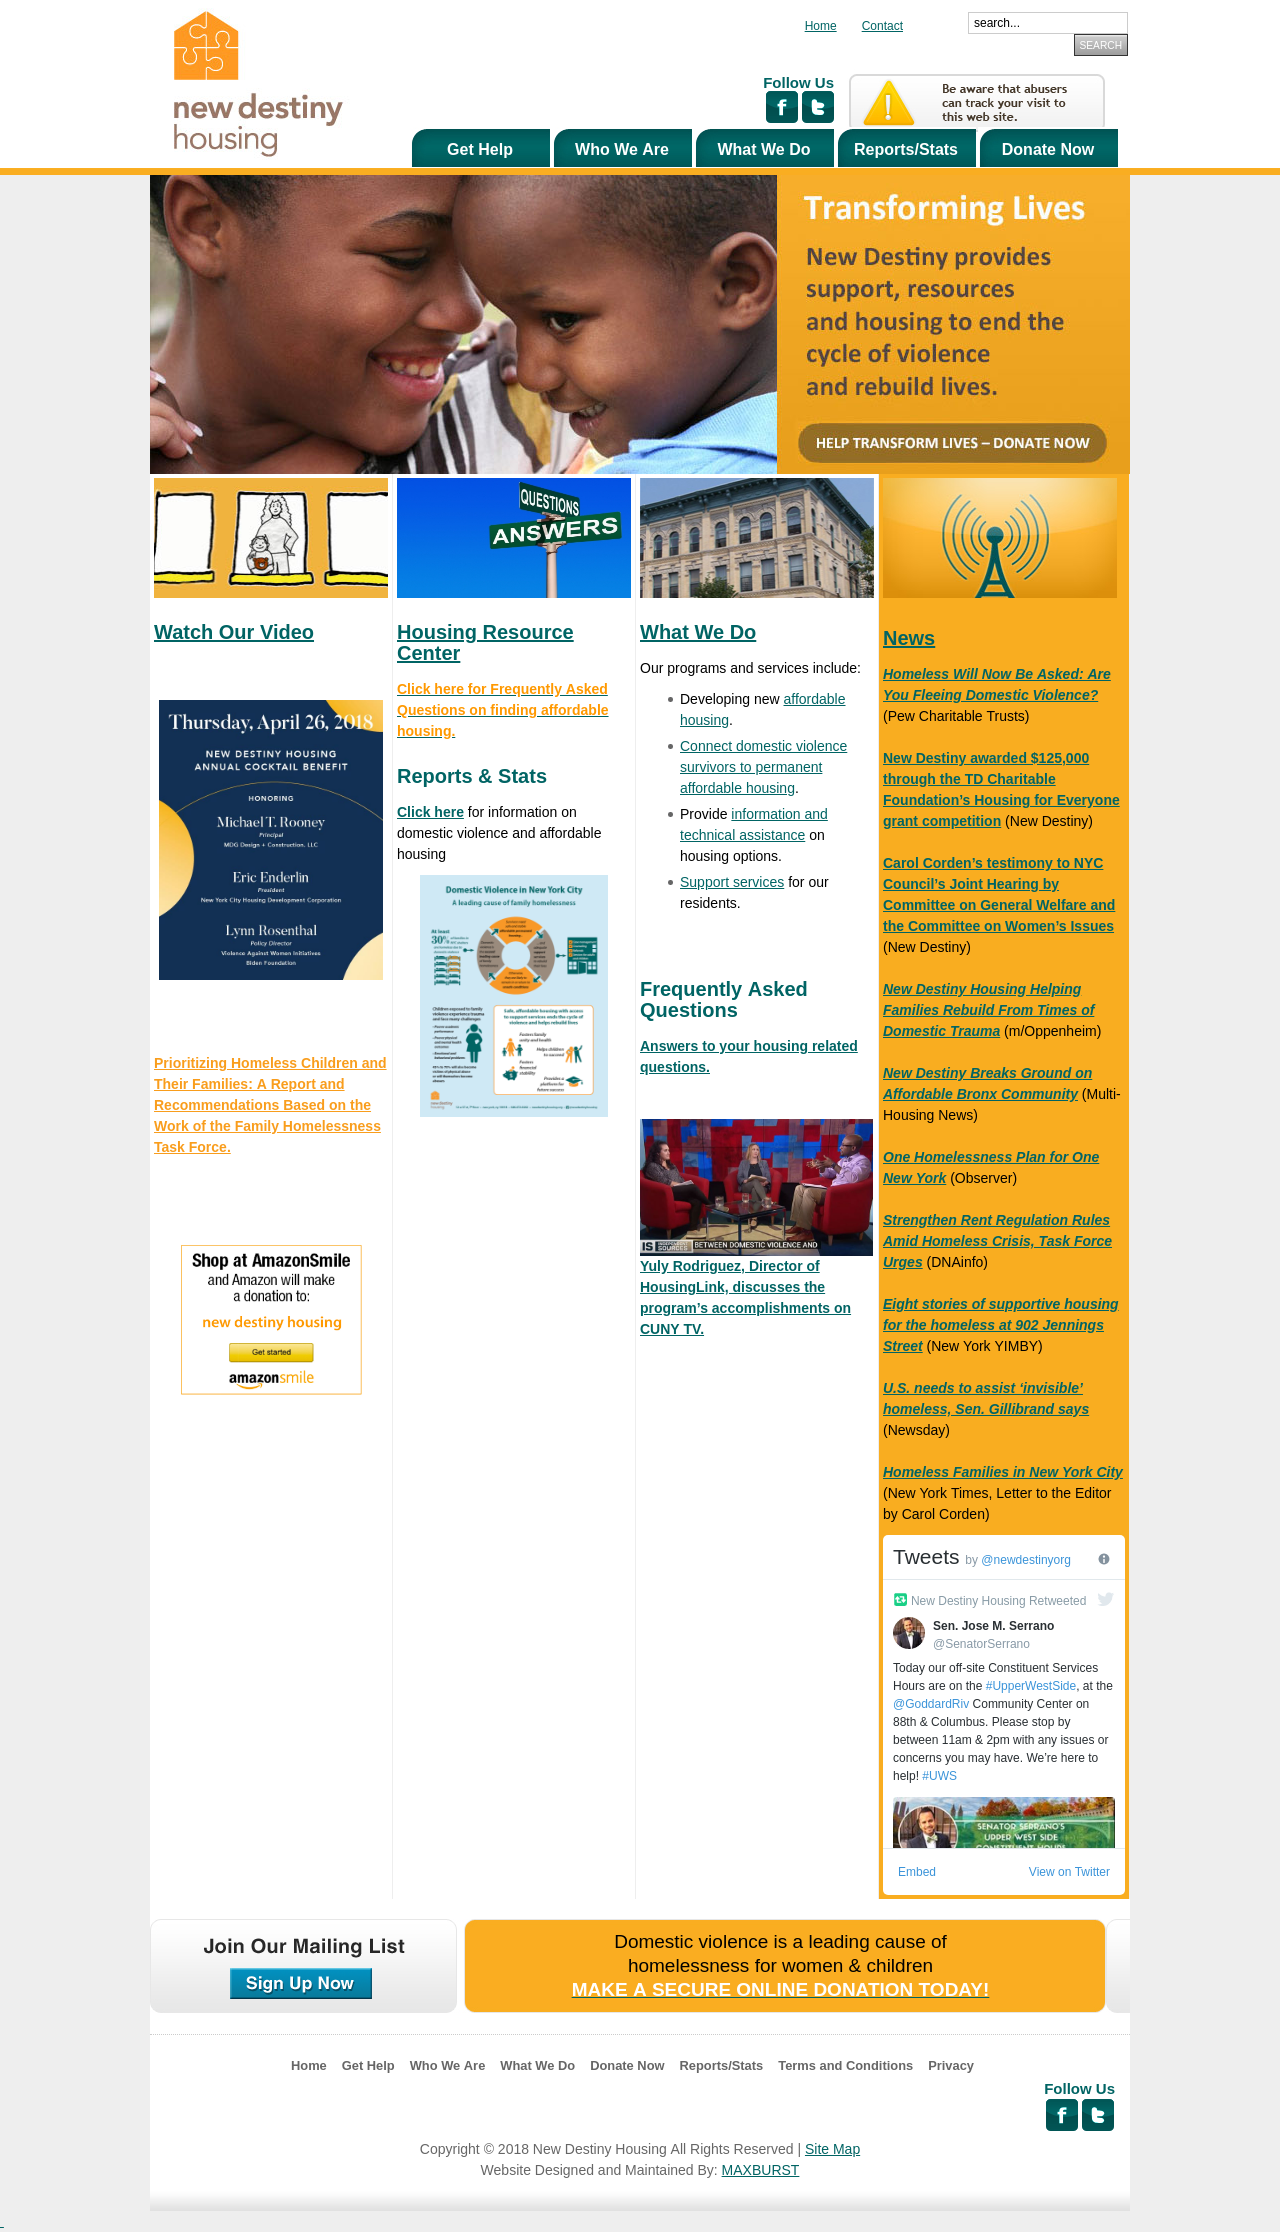 Home Contact
search...
SEARCH
new destiny
housing
Follow Us
Be aware that abusers
can track your visit to
this web site.
Get Help Who We Are What We Do Reports/Stats Donate Now
Transforming Lives
New Destiny provides
support, resources
and housing to end the
cycle of violence
and rebuild lives.
HELP TRANSFORM LIVES – DONATE NOW
Watch Our Video
Thursday, April 26, 2018
NEW DESTINY HOUSING
ANNUAL COCKTAIL BENEFIT
HONORING
Michael T. Rooney
Principal
MDG Design + Construction, LLC
Eric Enderlin
President
New York City Housing Development Corporation
Lynn Rosenthal
Policy Director
Violence Against Women Initiatives
Biden Foundation
Prioritizing Homeless Children and
Their Families: A Report and
Recommendations Based on the
Work of the Family Homelessness
Task Force.
Shop at AmazonSmile
and Amazon will make
a donation to:
new destiny housing
Get started
amazonsmile
QUESTIONS
ANSWERS
Housing Resource
Center
Click here for Frequently Asked
Questions on finding affordable
housing.
Reports & Stats
Click here for information on
domestic violence and affordable
housing
Domestic Violence in New York City
A leading cause of family homelessness
At least
30%
What We Do
Our programs and services include:
Developing new affordable
housing.
Connect domestic violence
survivors to permanent
affordable housing.
Provide information and
technical assistance on
housing options.
Support services for our
residents.
Frequently Asked
Questions
Answers to your housing related
questions.
IS INDEPENDENT SOURCES BETWEEN DOMESTIC VIOLENCE AND
Yuly Rodriguez, Director of
HousingLink, discusses the
program’s accomplishments on
CUNY TV.
News
Homeless Will Now Be Asked: Are
You Fleeing Domestic Violence?
(Pew Charitable Trusts)
New Destiny awarded $125,000
through the TD Charitable
Foundation’s Housing for Everyone
grant competition (New Destiny)
Carol Corden’s testimony to NYC
Council’s Joint Hearing by
Committee on General Welfare and
the Committee on Women’s Issues
(New Destiny)
New Destiny Housing Helping
Families Rebuild From Times of
Domestic Trauma (m/Oppenheim)
New Destiny Breaks Ground on
Affordable Bronx Community (Multi-
Housing News)
One Homelessness Plan for One
New York (Observer)
Strengthen Rent Regulation Rules
Amid Homeless Crisis, Task Force
Urges (DNAinfo)
Eight stories of supportive housing
for the homeless at 902 Jennings
Street (New York YIMBY)
U.S. needs to assist ‘invisible’
homeless, Sen. Gillibrand says
(Newsday)
Homeless Families in New York City
(New York Times, Letter to the Editor
by Carol Corden)
Tweets by @newdestinyorg
New Destiny Housing Retweeted
Sen. Jose M. Serrano
@SenatorSerrano
Today our off-site Constituent Services
Hours are on the #UpperWestSide, at the
@GoddardRiv Community Center on
88th & Columbus. Please stop by
between 11am & 2pm with any issues or
concerns you may have. We’re here to
help! #UWS
SENATOR SERRANO'S
UPPER WEST SIDE
CONSTITUENT HOURS
Embed View on Twitter
Join Our Mailing List
Sign Up Now
Domestic violence is a leading cause of
homelessness for women & children
MAKE A SECURE ONLINE DONATION TODAY!
Home Get Help Who We Are What We Do Donate Now Reports/Stats Terms and Conditions Privacy
Follow Us
Copyright © 2018 New Destiny Housing All Rights Reserved | Site Map
Website Designed and Maintained By: MAXBURST